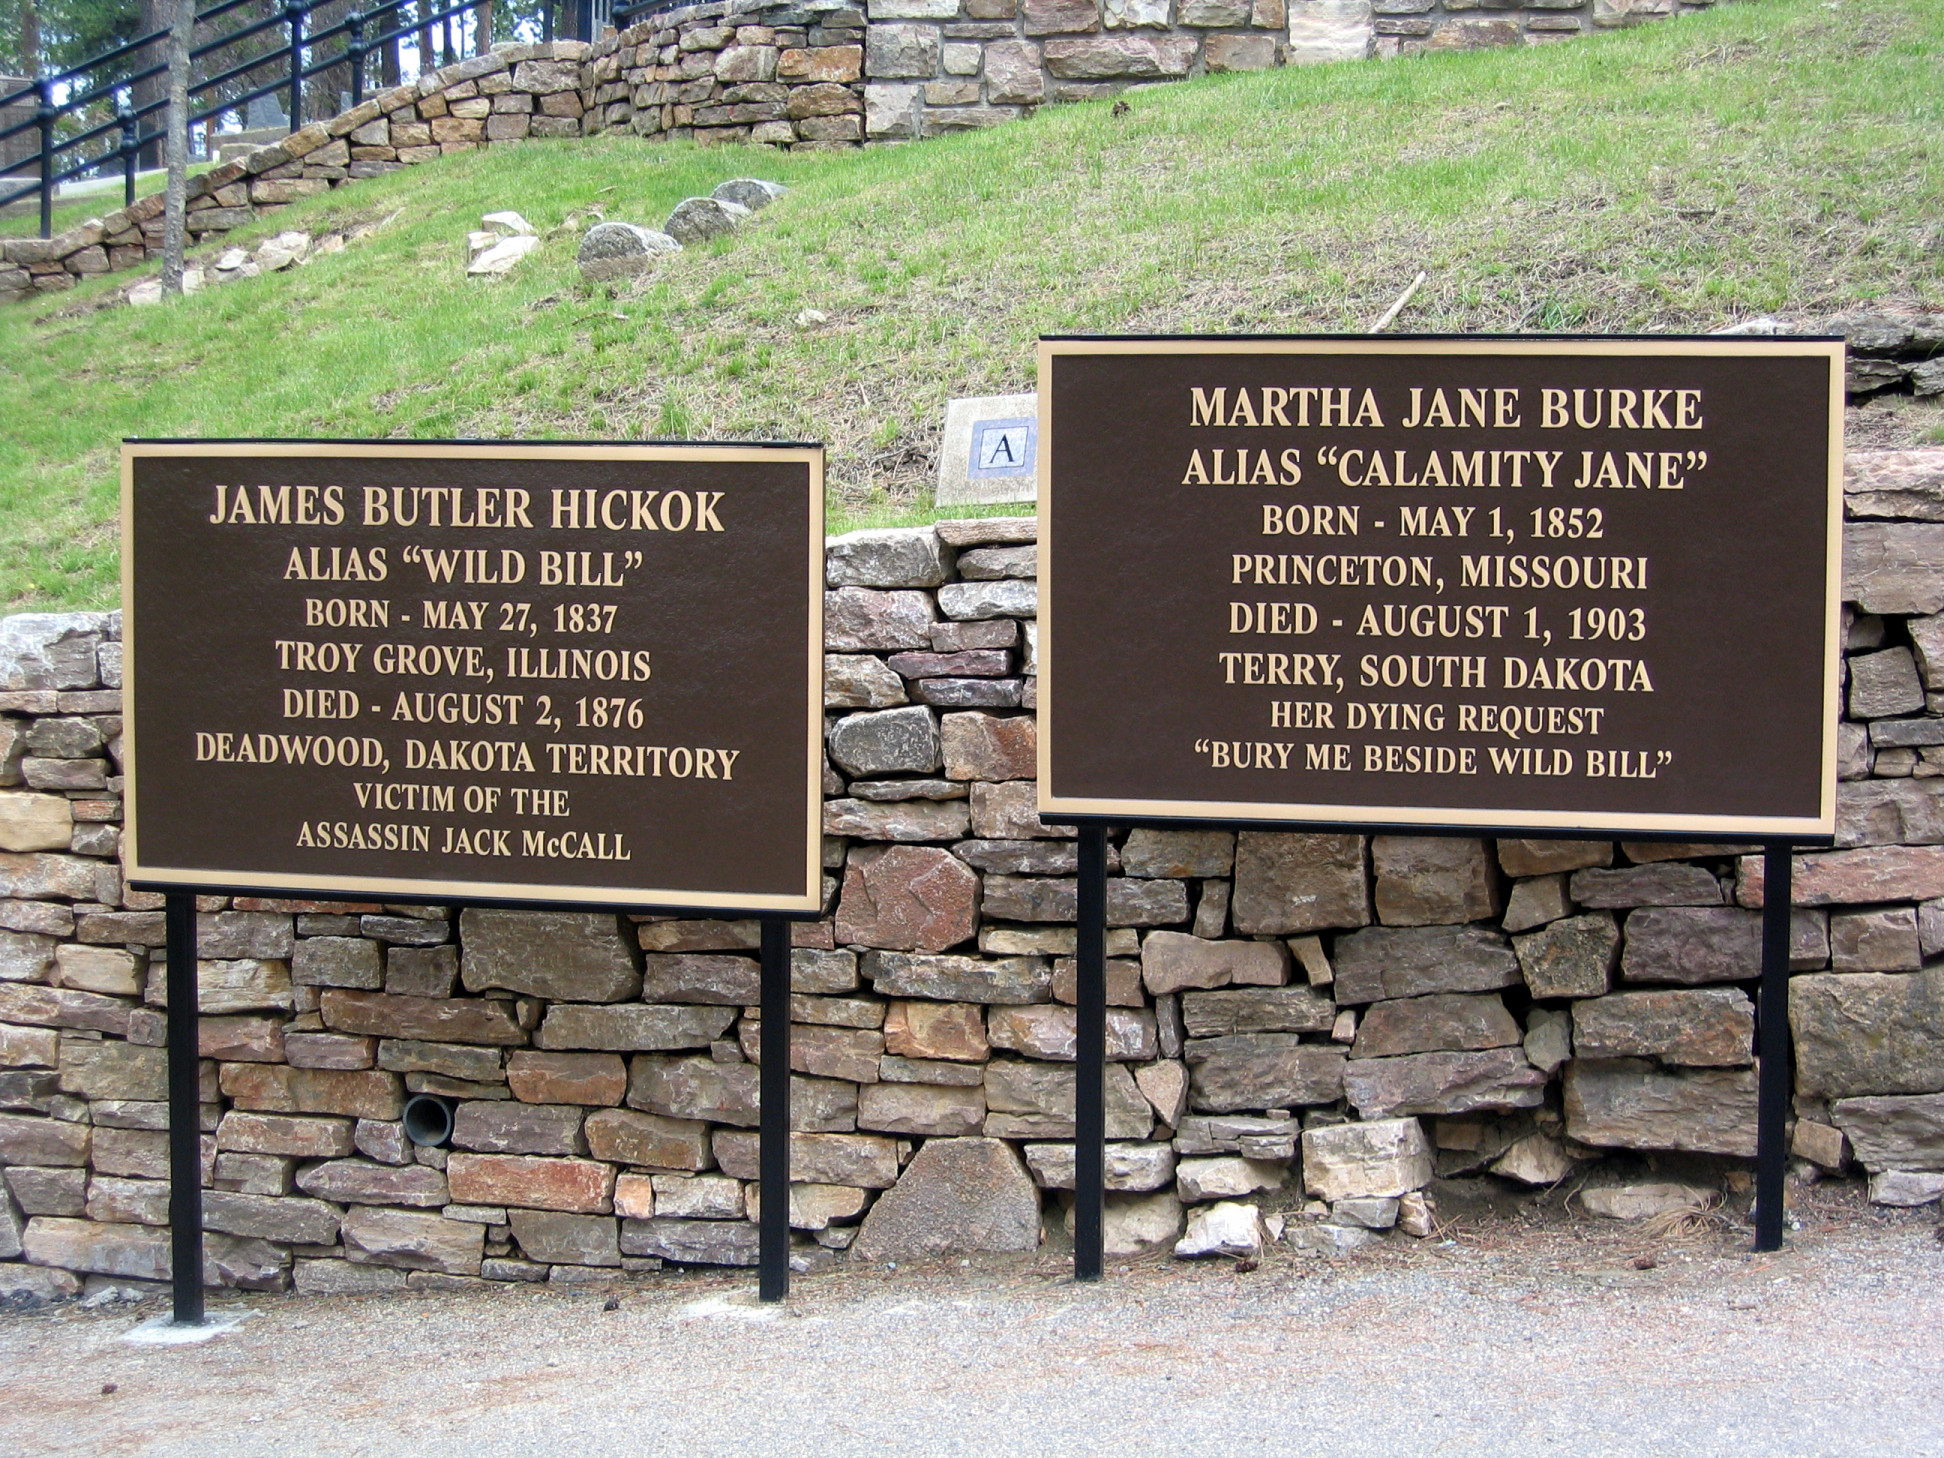 JAMES BUTLER HICKOK
ALIAS “WILD BILL”
BORN - MAY 27, 1837
TROY GROVE, ILLINOIS
DIED - AUGUST 2, 1876
DEADWOOD, DAKOTA TERRITORY
VICTIM OF THE
ASSASSIN JACK McCALL
A
MARTHA JANE BURKE
ALIAS “CALAMITY JANE”
BORN - MAY 1, 1852
PRINCETON, MISSOURI
DIED - AUGUST 1, 1903
TERRY, SOUTH DAKOTA
HER DYING REQUEST
“BURY ME BESIDE WILD BILL”